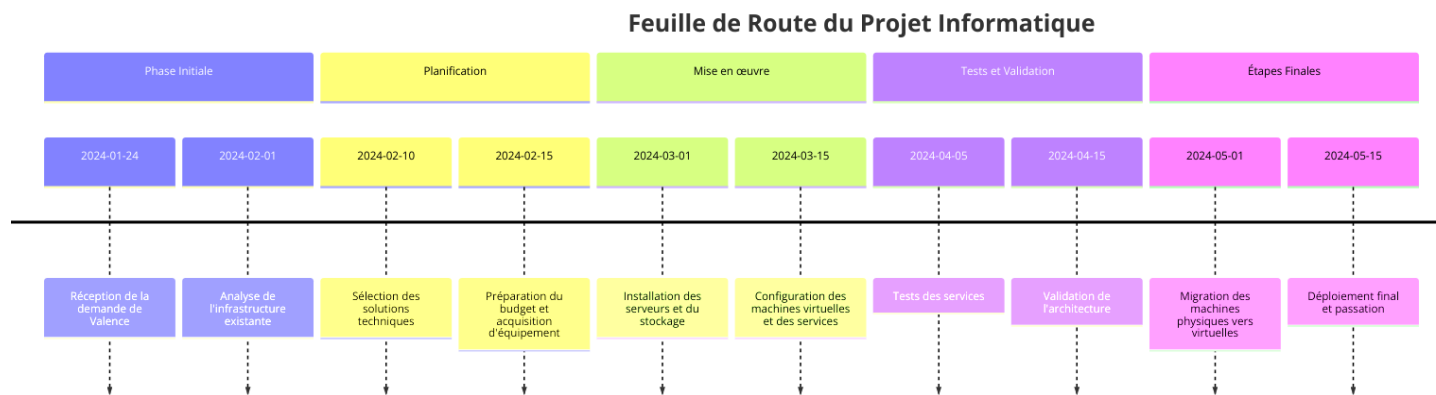 Feuille de Route du Projet Informatique
Phase Initiale
Planification
Mise en œuvre
Tests et Validation
Étapes Finales
2024-01-24
2024-02-01
2024-02-10
2024-02-15
2024-03-01
2024-03-15
2024-04-05
2024-04-15
2024-05-01
2024-05-15
Réception de la
demande de
Valence
Analyse de
l'infrastructure
existante
Sélection des
solutions
techniques
Préparation du
budget et
acquisition
d'équipement
Installation des
serveurs et du
stockage
Configuration des
machines virtuelles
et des services
Tests des services
Validation de
l'architecture
Migration des
machines
physiques vers
virtuelles
Déploiement final
et passation